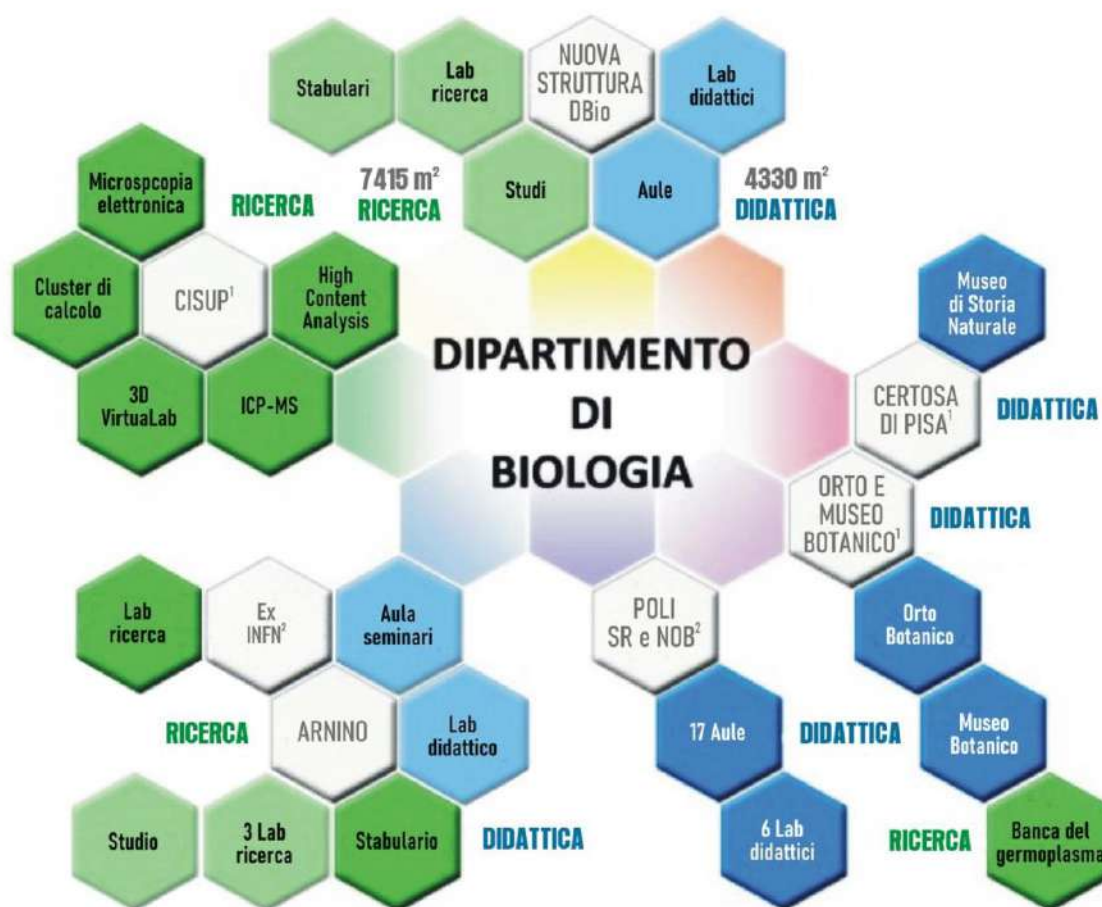 Stabulari
Lab
ricerca
NUOVA
STRUTTURA
DBio
Lab
didattici
7415 m²
RICERCA
Studi
Aule
4330 m²
DIDATTICA
Microspcopia
elettronica
RICERCA
Cluster di
calcolo
CISUP¹
High
Content
Analysis
3D
VirtuaLab
ICP-MS
DIPARTIMENTO
DI
BIOLOGIA
Museo
di Storia
Naturale
CERTOSA
DI PISA¹
DIDATTICA
ORTO E
MUSEO
BOTANICO¹
DIDATTICA
Orto
Botanico
Museo
Botanico
RICERCA
Banca del
germoplasma
Lab
ricerca
Ex
INFN²
Aula
seminari
RICERCA
ARNINO
Lab
didattico
Studio
3 Lab
ricerca
Stabulario
DIDATTICA
POLI
SR e NOB²
17 Aule
DIDATTICA
6 Lab
didattici